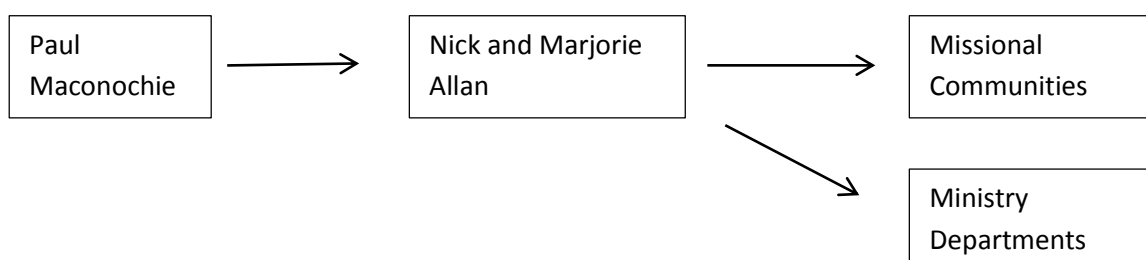 Paul
Maconochie
Nick and Marjorie
Allan
Missional
Communities
Ministry
Departments